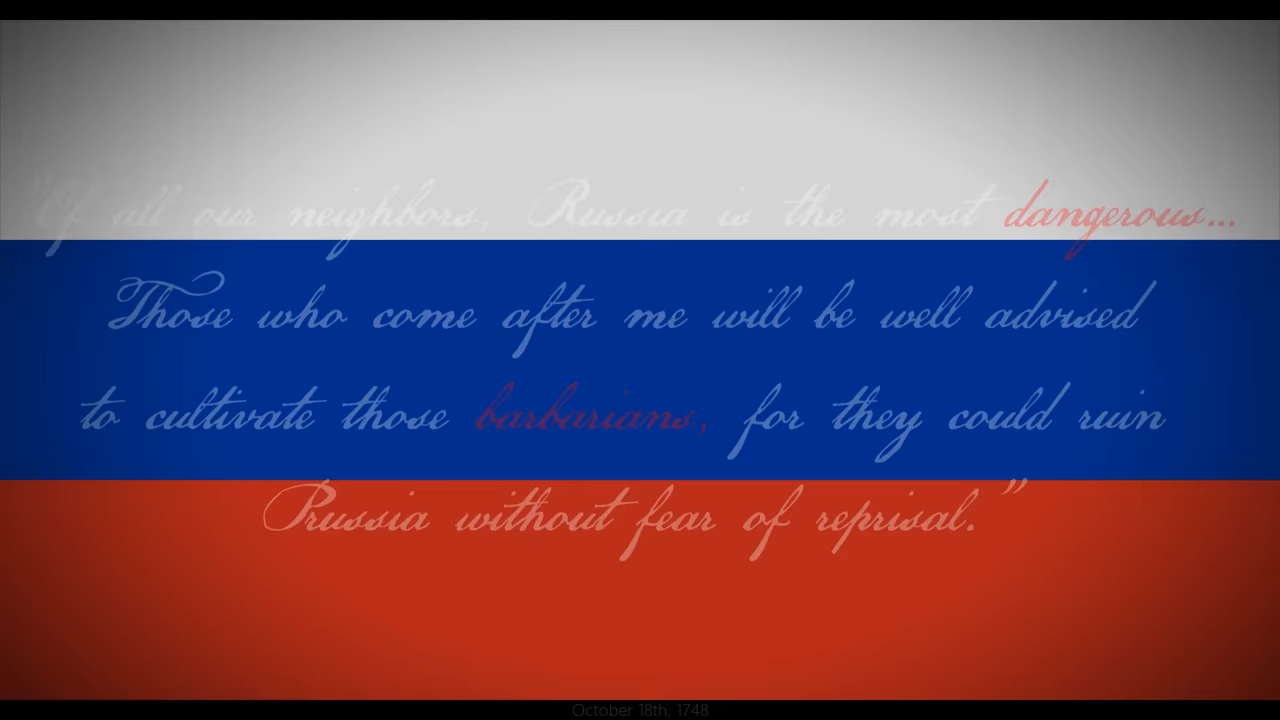 "Of all our neighbors, Russia is the most dangerous...
Those who come after me will be well advised
to cultivate those barbarians, for they could ruin
Prussia without fear of reprisal."
October 18th, 1748